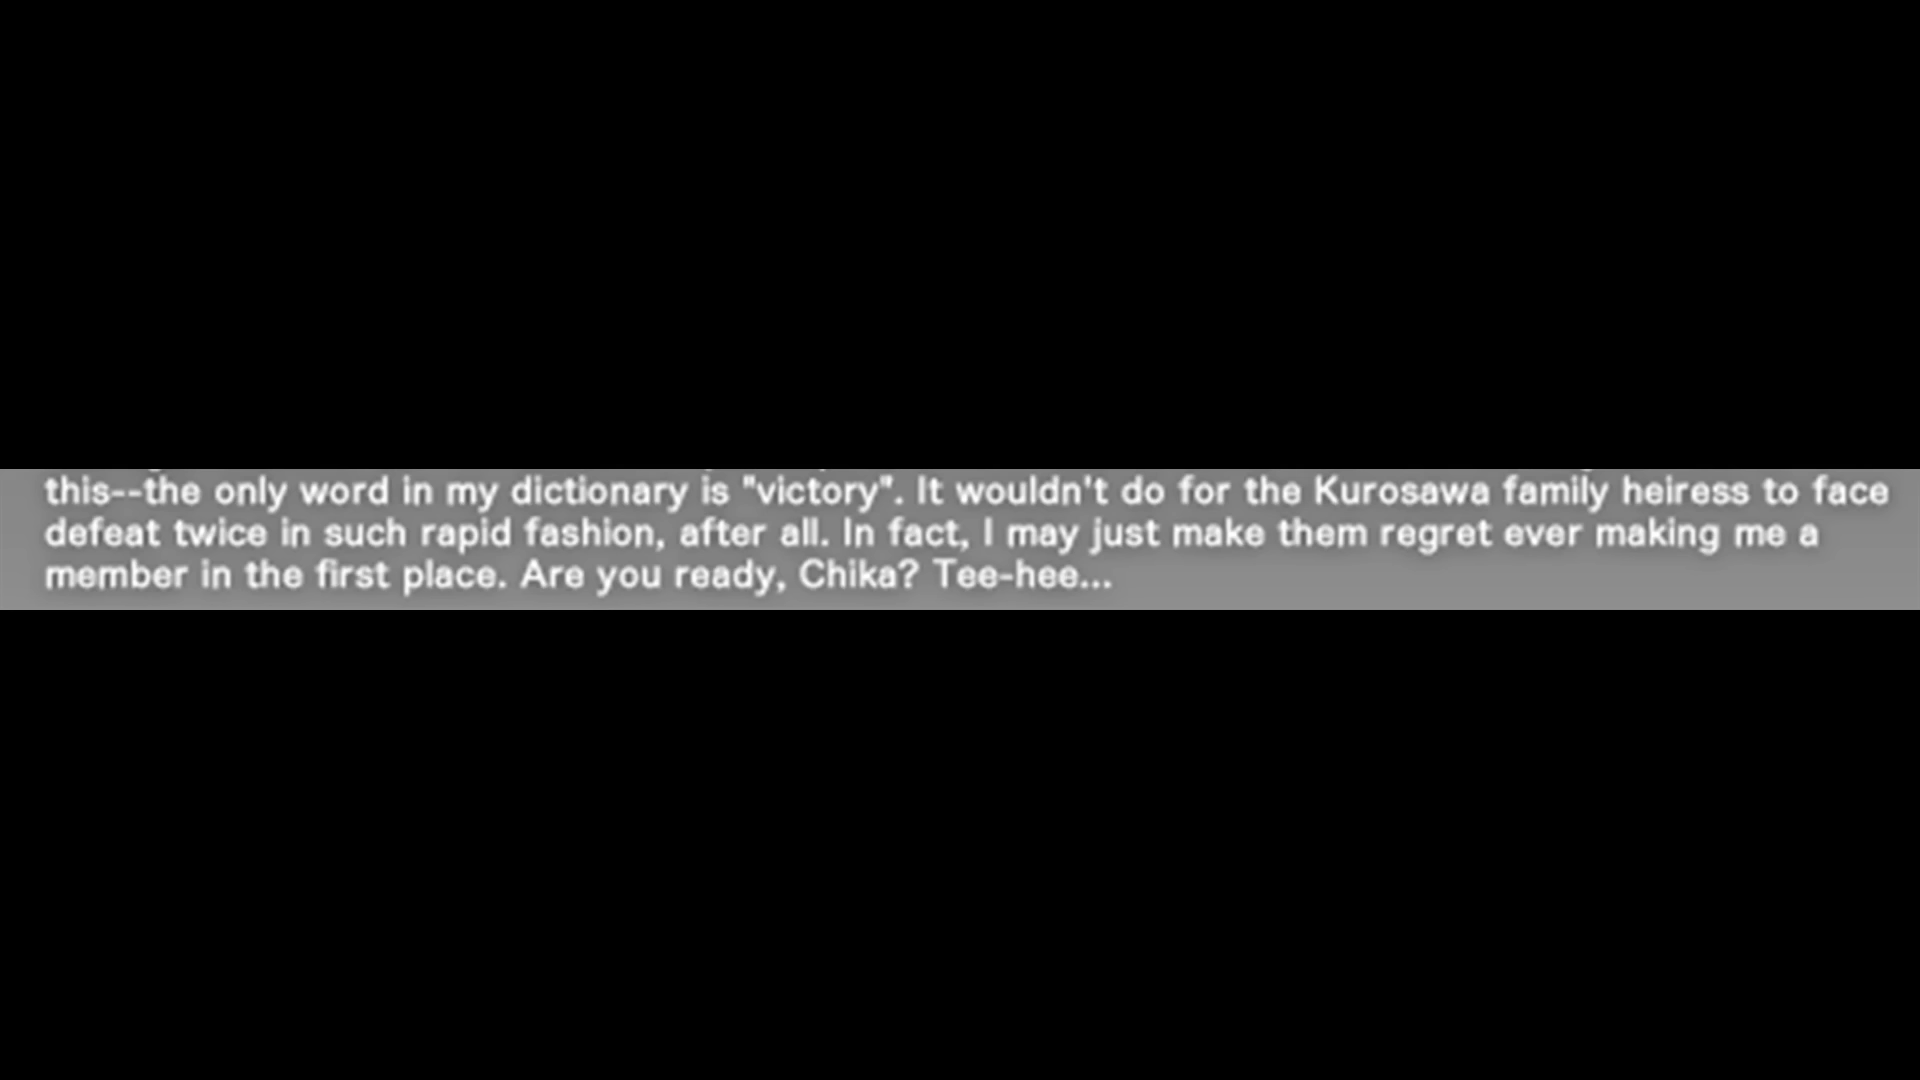 this--the only word in my dictionary is "victory". It wouldn't do for the Kurosawa family heiress to face
defeat twice in such rapid fashion, after all. In fact, I may just make them regret ever making me a
member in the first place. Are you ready, Chika? Tee-hee...